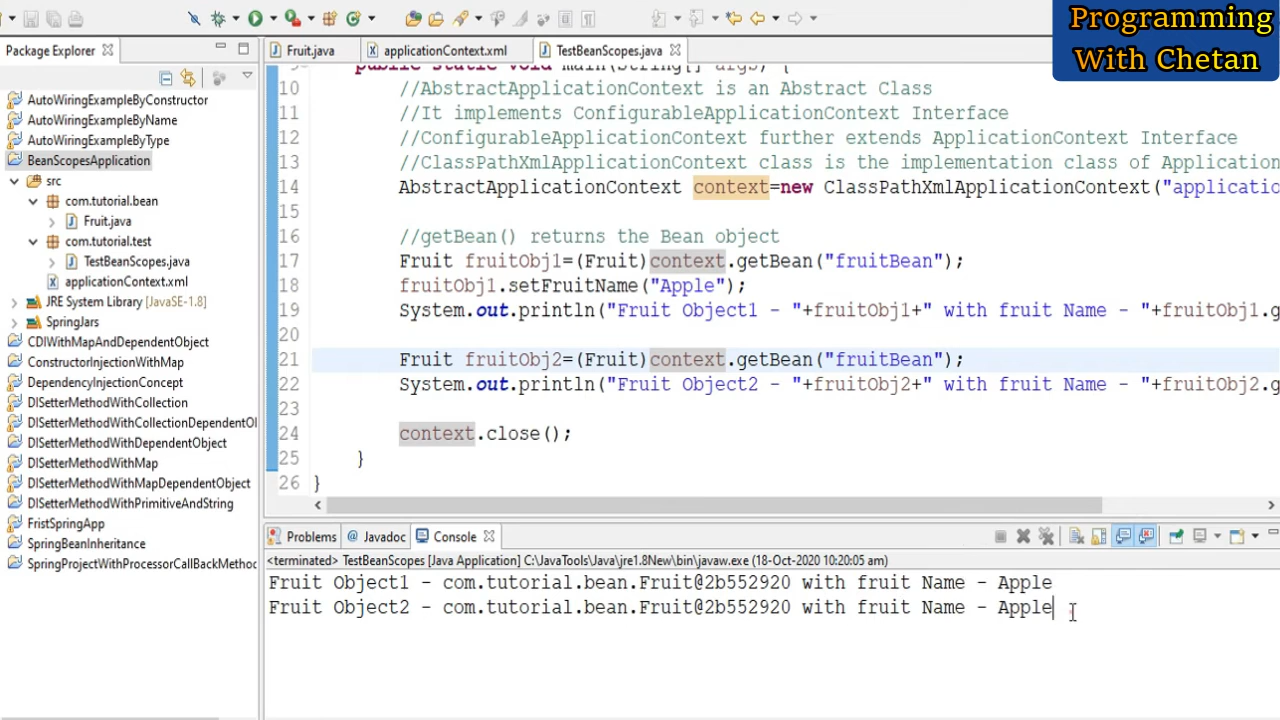 Programming
With Chetan
Package Explorer
AutoWiringExampleByConstructor
AutoWiringExampleByName
AutoWiringExampleByType
BeanScopesApplication
src
com.tutorial.bean
Fruit.java
com.tutorial.test
TestBeanScopes.java
applicationContext.xml
JRE System Library [JavaSE-1.8]
SpringJars
CDIWithMapAndDependentObject
ConstructorInjectionWithMap
DependencyInjectionConcept
DISetterMethodWithCollection
DISetterMethodWithCollectionDependentOl
DISetterMethodWithDependentObject
DISetterMethodWithMap
DISetterMethodWithMapDependentObject
DISetterMethodWithPrimitiveAndString
FristSpringApp
SpringBeanInheritance
SpringProjectWithProcessorCallBackMethod
Fruit.java
applicationContext.xml
TestBeanScopes.java
public static void main(String[] args) {
10 //AbstractApplicationContext is an Abstract Class
11 //It implements ConfigurableApplicationContext Interface
12 //ConfigurableApplicationContext further extends ApplicationContext Interface
13 //ClassPathXmlApplicationContext class is the implementation class of Application
14 AbstractApplicationContext context=new ClassPathXmlApplicationContext("applicatio
15
16 //getBean() returns the Bean object
17 Fruit fruitObj1=(Fruit)context.getBean("fruitBean");
18 fruitObj1.setFruitName("Apple");
19 System.out.println("Fruit Object1 - "+fruitObj1+" with fruit Name - "+fruitObj1.g
20
21 Fruit fruitObj2=(Fruit)context.getBean("fruitBean");
22 System.out.println("Fruit Object2 - "+fruitObj2+" with fruit Name - "+fruitObj2.g
23
24 context.close();
25 }
26 }
Problems
@ Javadoc
Console
<terminated> TestBeanScopes [Java Application] C:\JavaTools\Java\jre1.8New\bin\javaw.exe (18-Oct-2020 10:20:05 am)
Fruit Object1 - com.tutorial.bean.Fruit@2b552920 with fruit Name - Apple
Fruit Object2 - com.tutorial.bean.Fruit@2b552920 with fruit Name - Apple